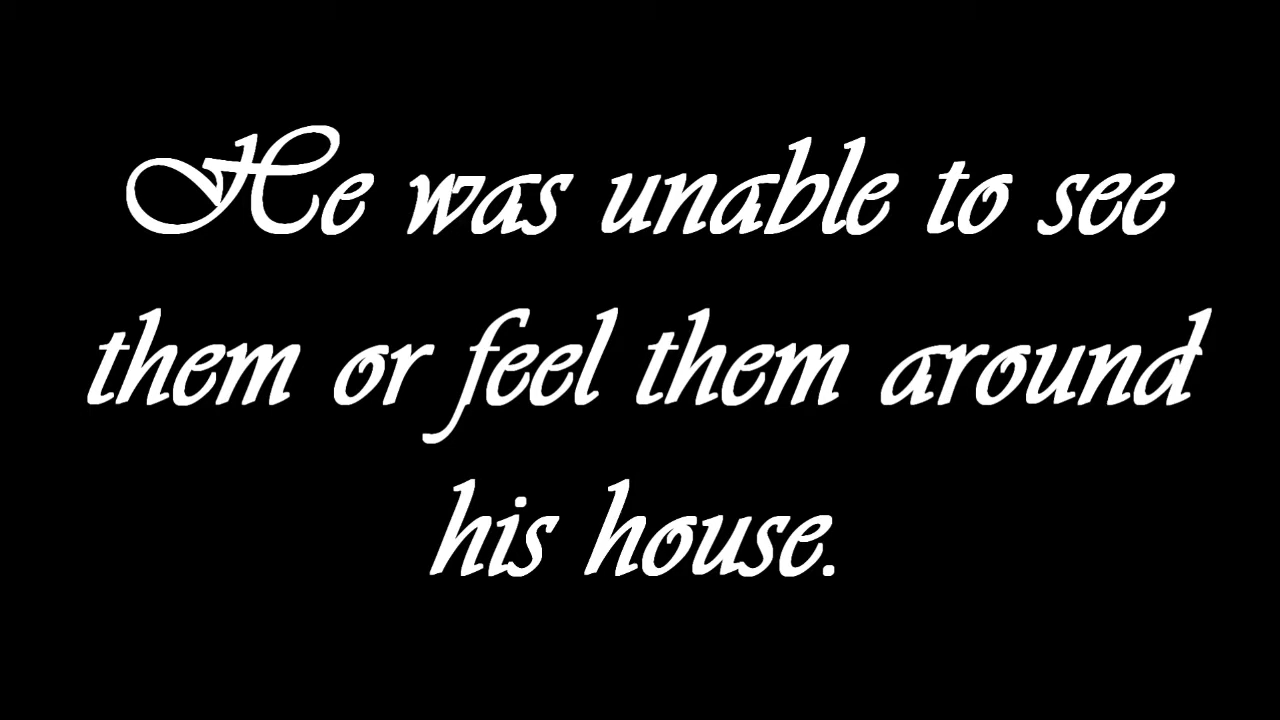 He was unable to see
them or feel them around
his house.